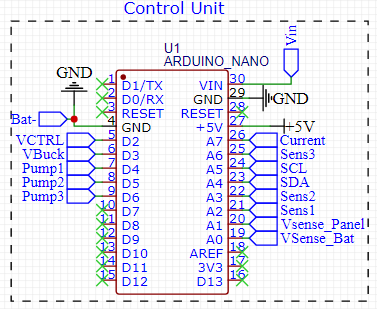 Control Unit
Vin
U1
ARDUINO_NANO
GND
1 D1/TX VIN 30
2 D0/RX GND 29 GND
3 RESET RESET 28
Bat- 4 GND +5V 27 +5V
VCTRL 5 D2 A7 26 Current
VBuck 6 D3 A6 25 Sens3
Pump1 7 D4 A5 24 SCL
Pump2 8 D5 A4 23 SDA
Pump3 9 D6 A3 22 Sens2
10 D7 A2 21 Sens1
11 D8 A1 20 Vsense_Panel
12 D9 A0 19 VSense_Bat
13 D10 AREF 18
14 D11 3V3 17
15 D12 D13 16